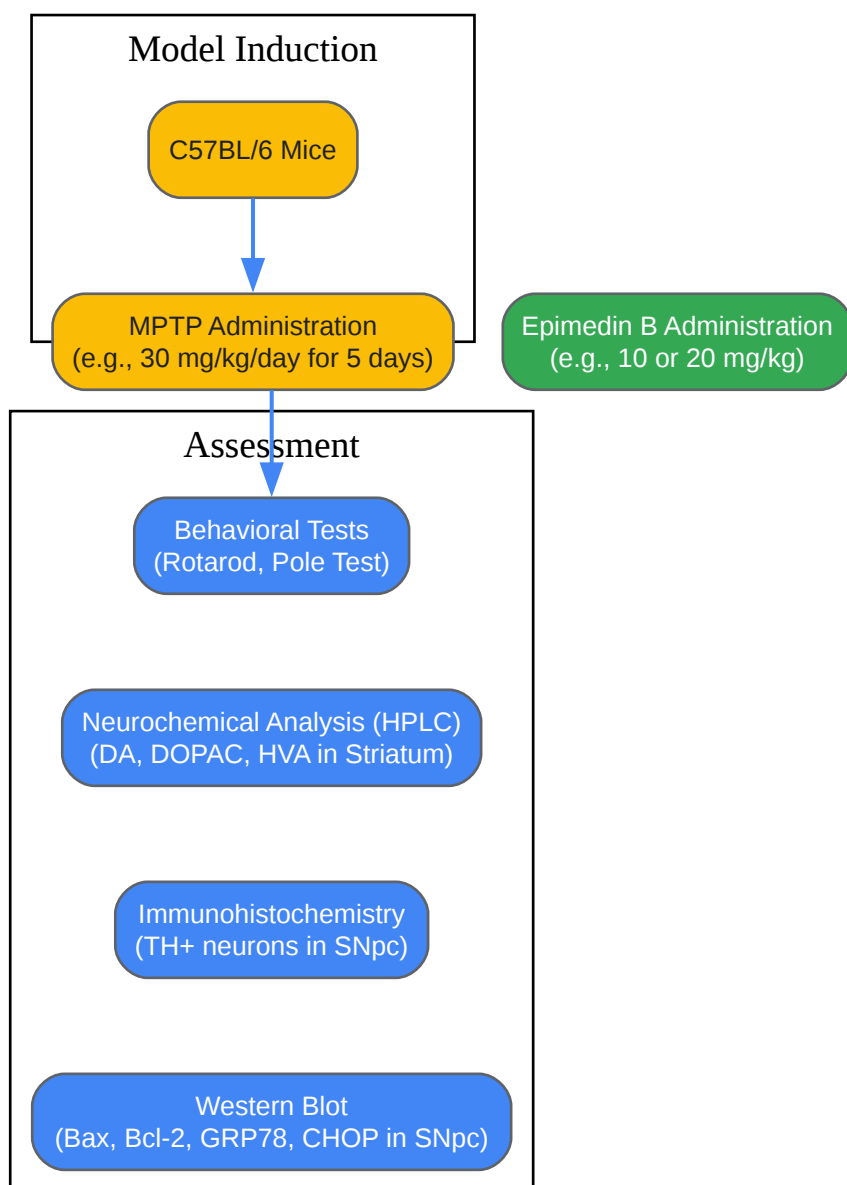 Model Induction
C57BL/6 Mice
MPTP Administration
(e.g., 30 mg/kg/day for 5 days)
Epimedin B Administration
(e.g., 10 or 20 mg/kg)
Assessment
Behavioral Tests
(Rotarod, Pole Test)
Neurochemical Analysis (HPLC)
(DA, DOPAC, HVA in Striatum)
Immunohistochemistry
(TH+ neurons in SNpc)
Western Blot
(Bax, Bcl-2, GRP78, CHOP in SNpc)